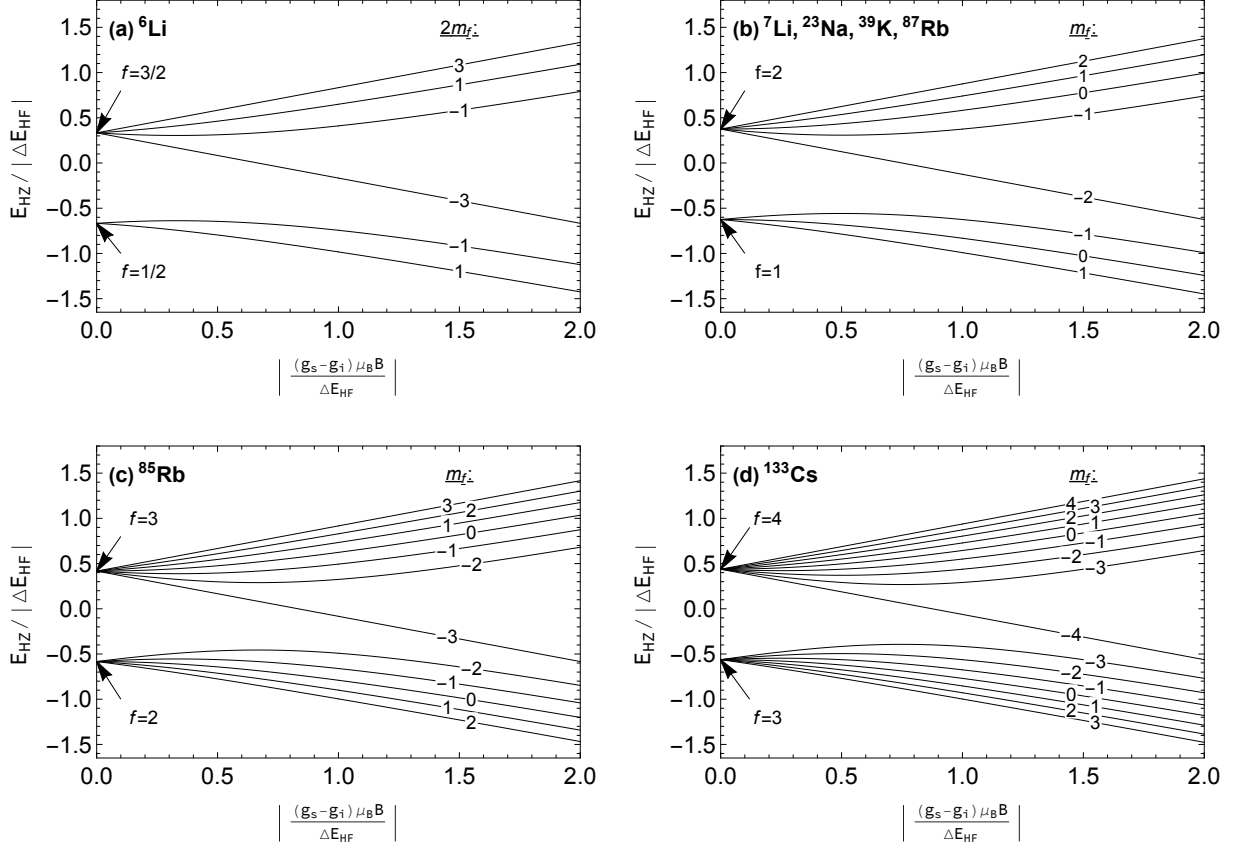 (a) ⁶Li 2m_f:
f=3/2
f=1/2
3
1
−1
−3
−1
1
1.5
1.0
0.5
0.0
−0.5
−1.0
−1.5
E_HZ / | △E_HF |
0.0 0.5 1.0 1.5 2.0
| (g_s−g_i) μ_B B / △E_HF |
(b) ⁷Li, ²³Na, ³⁹K, ⁸⁷Rb m_f:
f=2
f=1
2
1
0
−1
−2
−1
0
1
1.5
1.0
0.5
0.0
−0.5
−1.0
−1.5
E_HZ / | △E_HF |
0.0 0.5 1.0 1.5 2.0
| (g_s−g_i) μ_B B / △E_HF |
(c) ⁸⁵Rb m_f:
f=3
f=2
3
2
1
0
−1
−2
−3
−2
−1
0
1
2
1.5
1.0
0.5
0.0
−0.5
−1.0
−1.5
E_HZ / | △E_HF |
0.0 0.5 1.0 1.5 2.0
| (g_s−g_i) μ_B B / △E_HF |
(d) ¹³³Cs m_f:
f=4
f=3
4
3
2
1
0
−1
−2
−3
−4
−3
−2
−1
0
1
2
3
1.5
1.0
0.5
0.0
−0.5
−1.0
−1.5
E_HZ / | △E_HF |
0.0 0.5 1.0 1.5 2.0
| (g_s−g_i) μ_B B / △E_HF |